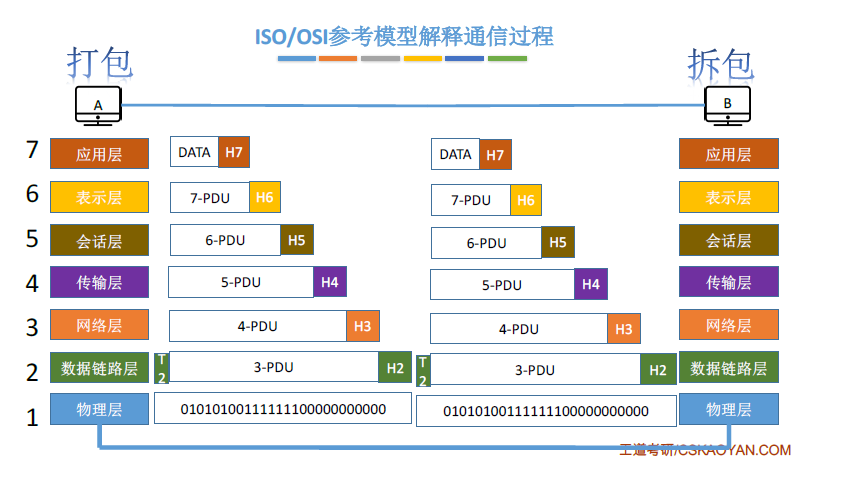 ISO/OSI参考模型解释通信过程
打包
拆包
A
B
7 应用层 DATA H7 DATA H7 应用层
6 表示层 7-PDU H6 7-PDU H6 表示层
5 会话层 6-PDU H5 6-PDU H5 会话层
4 传输层 5-PDU H4 5-PDU H4 传输层
3 网络层 4-PDU H3 4-PDU H3 网络层
2 数据链路层 T2 3-PDU H2 T2 3-PDU H2 数据链路层
1 物理层 01010100111111100000000000 01010100111111100000000000 物理层
王道考研/CSKAOYAN.COM